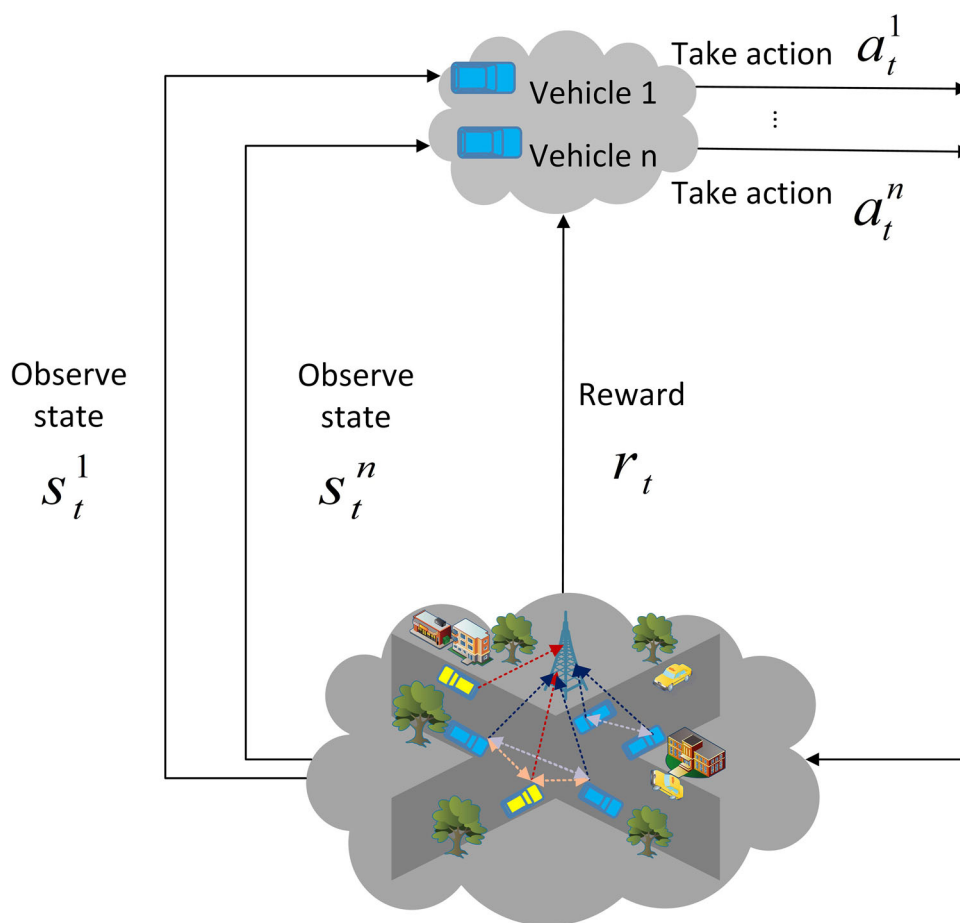 Take action a_t^1
Vehicle 1
⋮
Vehicle n
Take action a_t^n
Observe
state
s_t^1
Observe
state
s_t^n
Reward
r_t